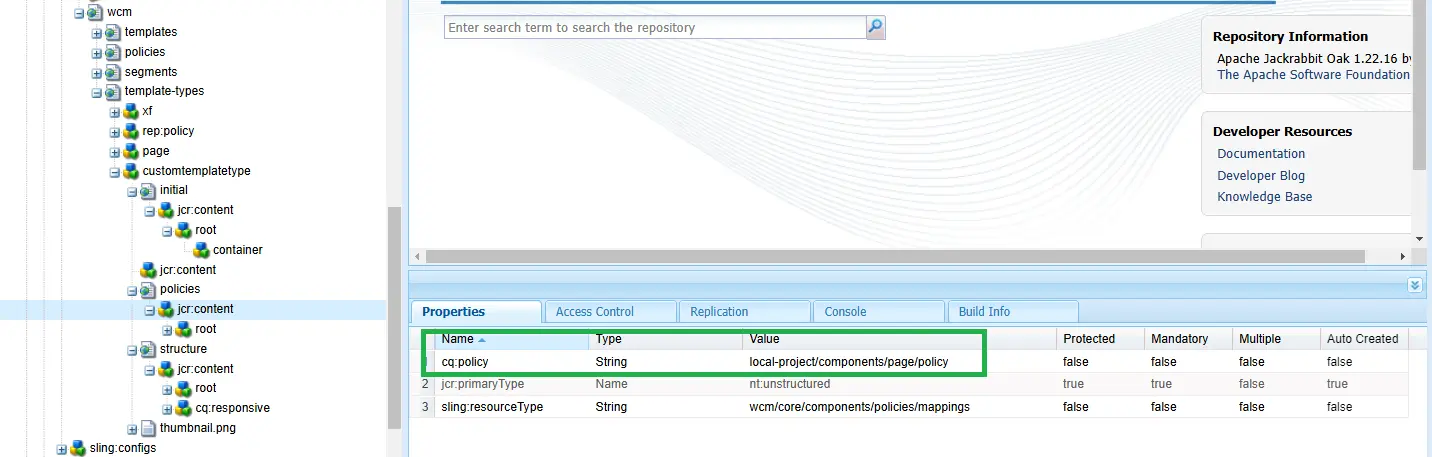 wcm
templates
policies
segments
template-types
xf
rep:policy
page
customtemplatetype
initial
jcr:content
root
container
jcr:content
policies
jcr:content
root
structure
jcr:content
root
cq:responsive
thumbnail.png
sling:configs
Enter search term to search the repository
Repository Information
Apache Jackrabbit Oak 1.22.16 by
The Apache Software Foundation
Developer Resources
Documentation
Developer Blog
Knowledge Base
Properties Access Control Replication Console Build Info
Name Type Value Protected Mandatory Multiple Auto Created
1 cq:policy String local-project/components/page/policy false false false false
2 jcr:primaryType Name nt:unstructured true true false false
3 sling:resourceType String wcm/core/components/policies/mappings false false false false